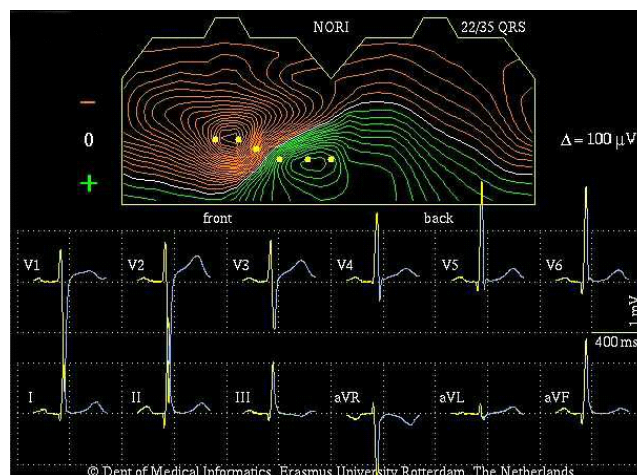 NORI 22/35 QRS
−
0
+
Δ = 100 μV
front back
V1 V2 V3 V4 V5 V6
1 mV
400 ms
I II III aVR aVL aVF
© Dept of Medical Informatics, Erasmus University Rotterdam, The Netherlands